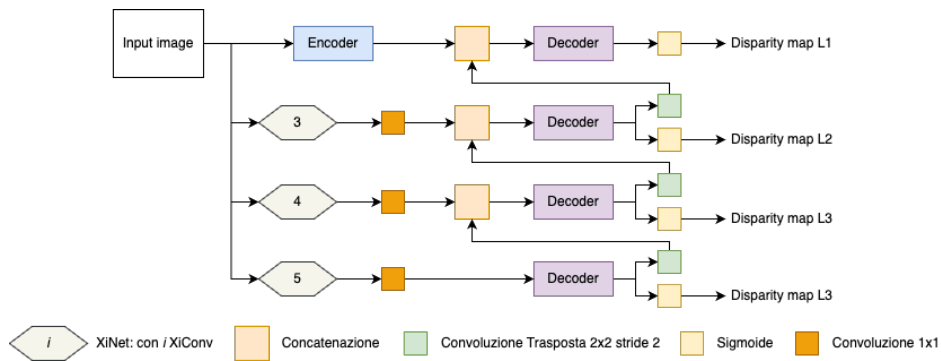 Input image
Encoder
Decoder
Disparity map L1
3
Decoder
Disparity map L2
4
Decoder
Disparity map L3
5
Decoder
Disparity map L3
i
XiNet: con i XiConv
Concatenazione
Convoluzione Trasposta 2x2 stride 2
Sigmoide
Convoluzione 1x1